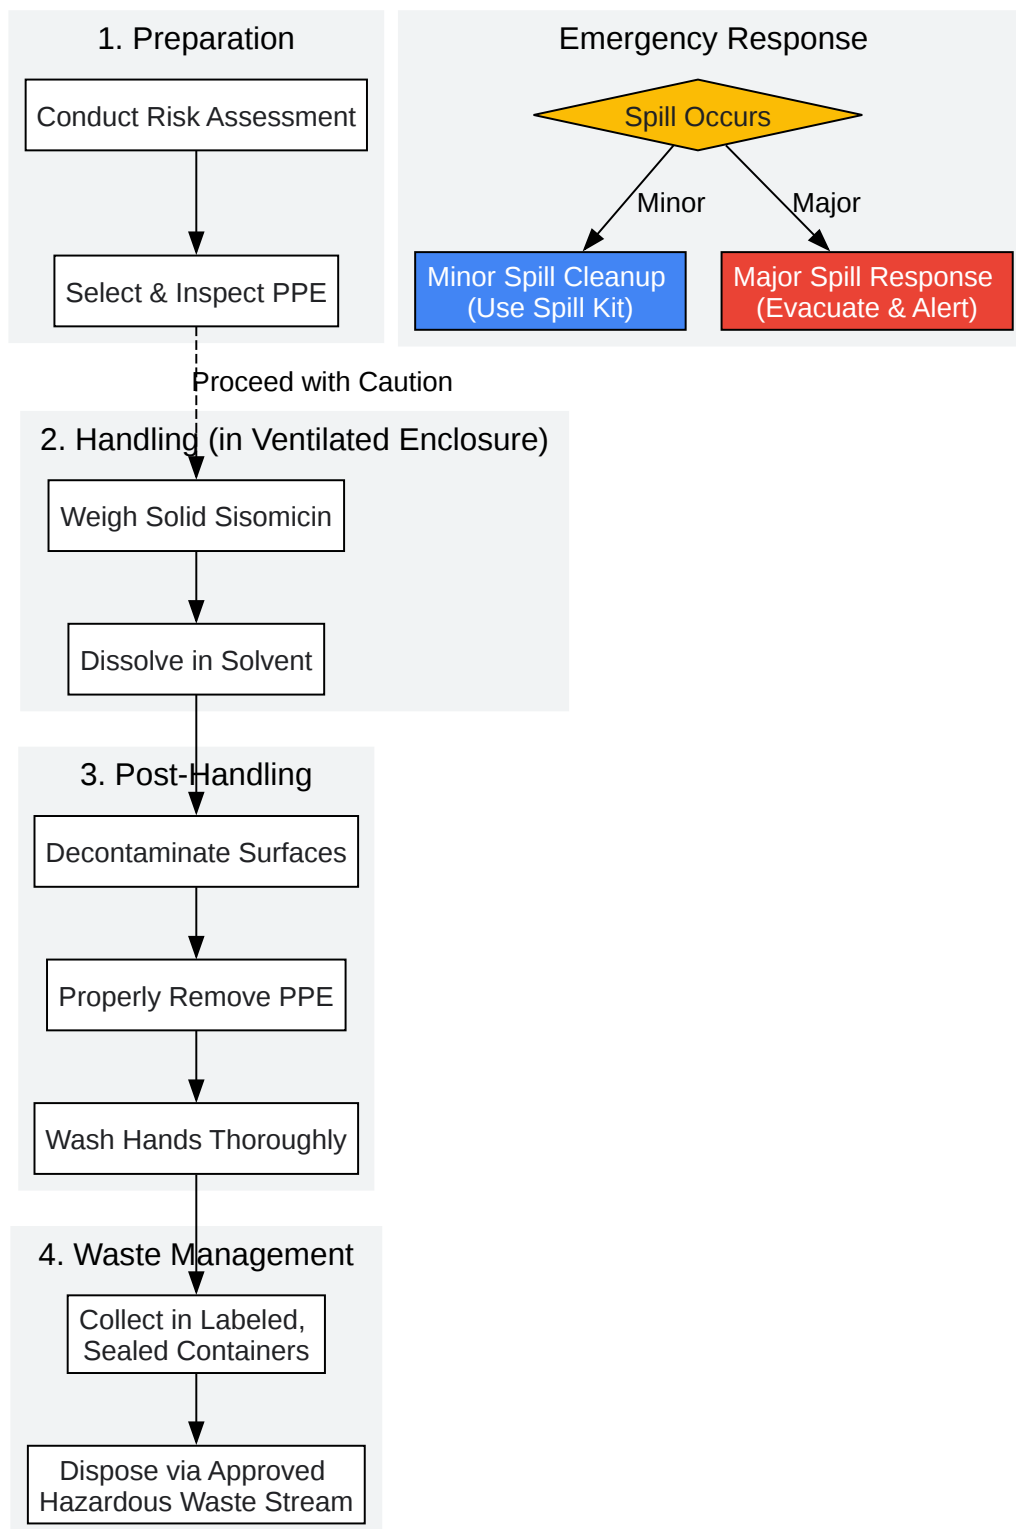 1. Preparation
Conduct Risk Assessment
Select & Inspect PPE
Proceed with Caution
2. Handling (in Ventilated Enclosure)
Weigh Solid Sisomicin
Dissolve in Solvent
3. Post-Handling
Decontaminate Surfaces
Properly Remove PPE
Wash Hands Thoroughly
4. Waste Management
Collect in Labeled,
Sealed Containers
Dispose via Approved
Hazardous Waste Stream
Emergency Response
Spill Occurs
Minor
Major
Minor Spill Cleanup
(Use Spill Kit)
Major Spill Response
(Evacuate & Alert)